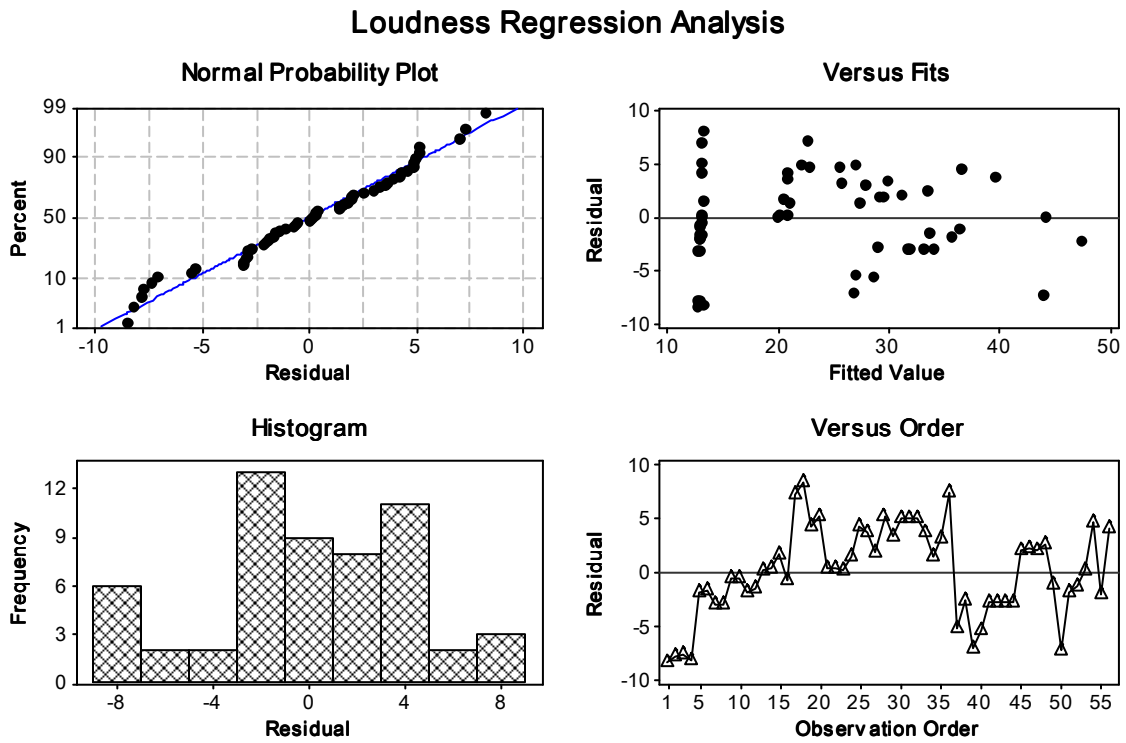 Loudness Regression Analysis
Normal Probability Plot
99
90
50
10
1
Percent
-10 -5 0 5 10
Residual
Versus Fits
10
5
0
-5
-10
Residual
10 20 30 40 50
Fitted Value
Histogram
12
9
6
3
0
Frequency
-8 -4 0 4 8
Residual
Versus Order
10
5
0
-5
-10
Residual
1 5 10 15 20 25 30 35 40 45 50 55
Observation Order